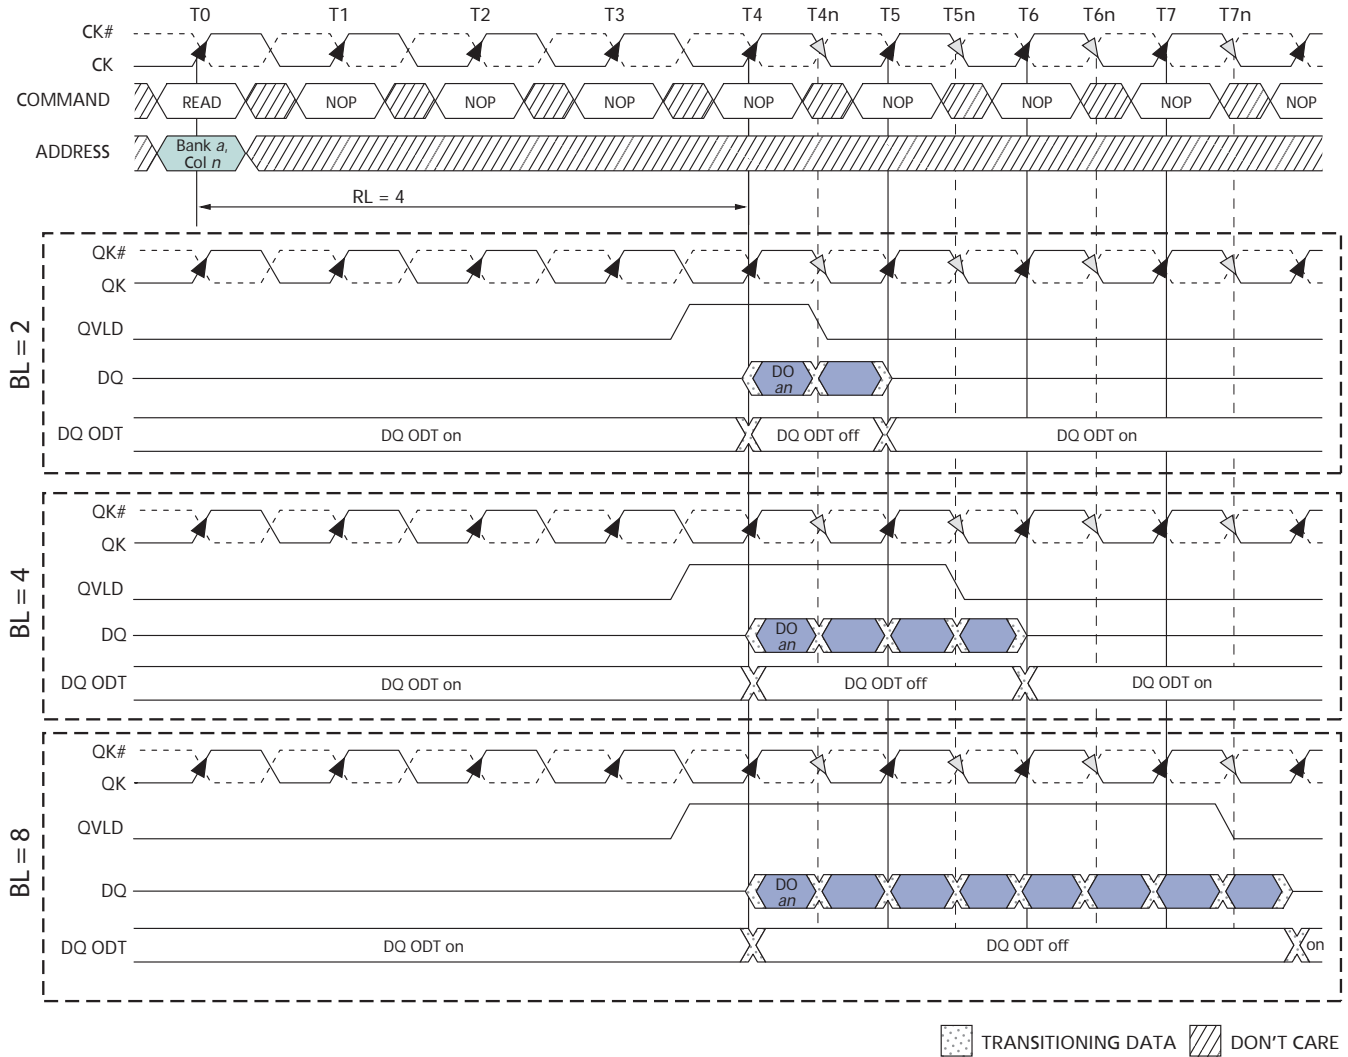 T0 T1 T2 T3 T4 T4n T5 T5n T6 T6n T7 T7n
CK#
CK
COMMAND READ NOP NOP NOP NOP NOP NOP NOP NOP
ADDRESS Bank a,
Col n
RL = 4
BL = 2
QK#
QK
QVLD
DQ DO
an
DQ ODT DQ ODT on DQ ODT off DQ ODT on
BL = 4
QK#
QK
QVLD
DQ DO
an
DQ ODT DQ ODT on DQ ODT off DQ ODT on
BL = 8
QK#
QK
QVLD
DQ DO
an
DQ ODT DQ ODT on DQ ODT off on
TRANSITIONING DATA DON'T CARE